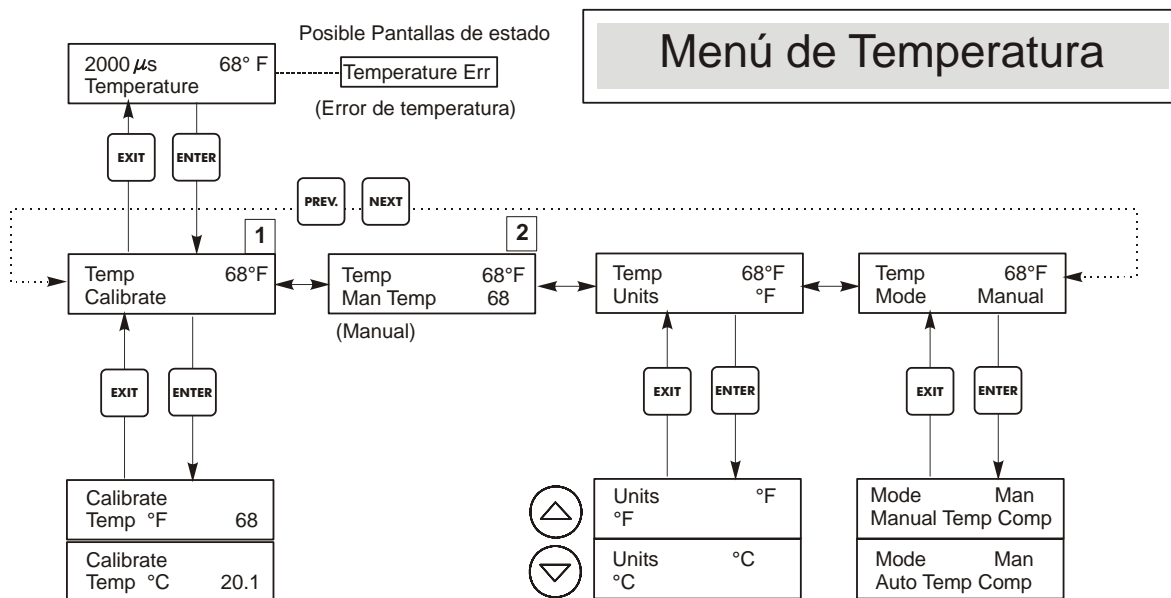 Menú de Temperatura
Posible Pantallas de estado
2000 μs 68° F
Temperature
Temperature Err
(Error de temperatura)
EXIT ENTER
PREV. NEXT
1
2
Temp 68°F
Calibrate
Temp 68°F
Man Temp 68
(Manual)
Temp 68°F
Units °F
Temp 68°F
Mode Manual
EXIT ENTER
EXIT ENTER
EXIT ENTER
Calibrate
Temp °F 68
Calibrate
Temp °C 20.1
Units °F
°F
Units °C
°C
Mode Man
Manual Temp Comp
Mode Man
Auto Temp Comp